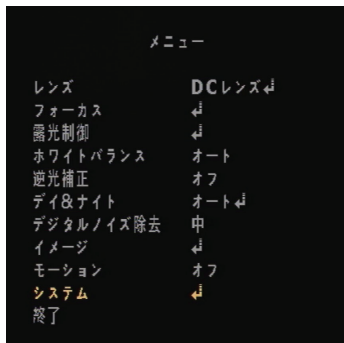 メニュー
レンズ DCレンズ↲
フォーカス ↲
露光制御 ↲
ホワイトバランス オート
逆光補正 オフ
デイ&ナイト オート↲
デジタルノイズ除去 中
イメージ ↲
モーション オフ
システム ↲
終了